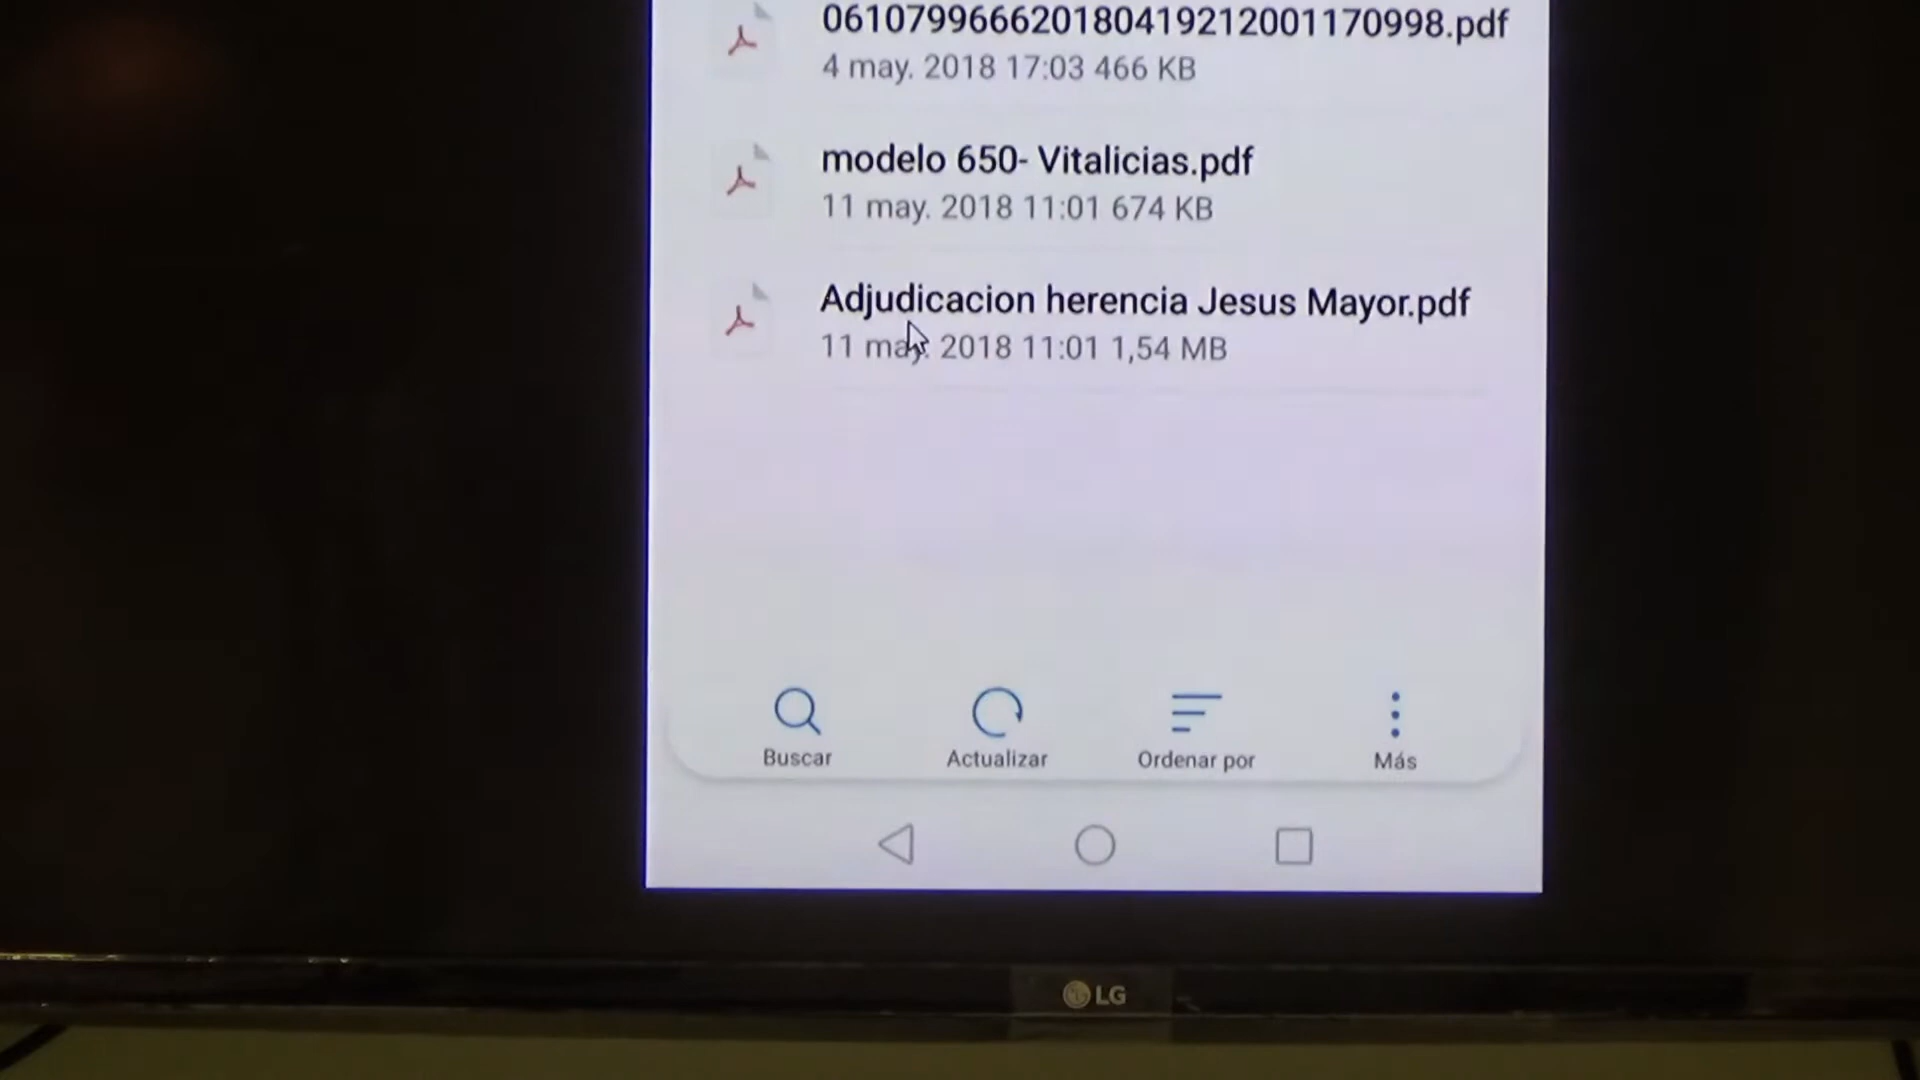 06107996662018041921200117099​8.pdf
4 may. 2018 17:03 466 KB
modelo 650- Vitalicias.pdf
11 may. 2018 11:01 674 KB
Adjudicacion herencia Jesus Mayor.pdf
11 may. 2018 11:01 1,54 MB
Buscar
Actualizar
Ordenar por
Más
LG